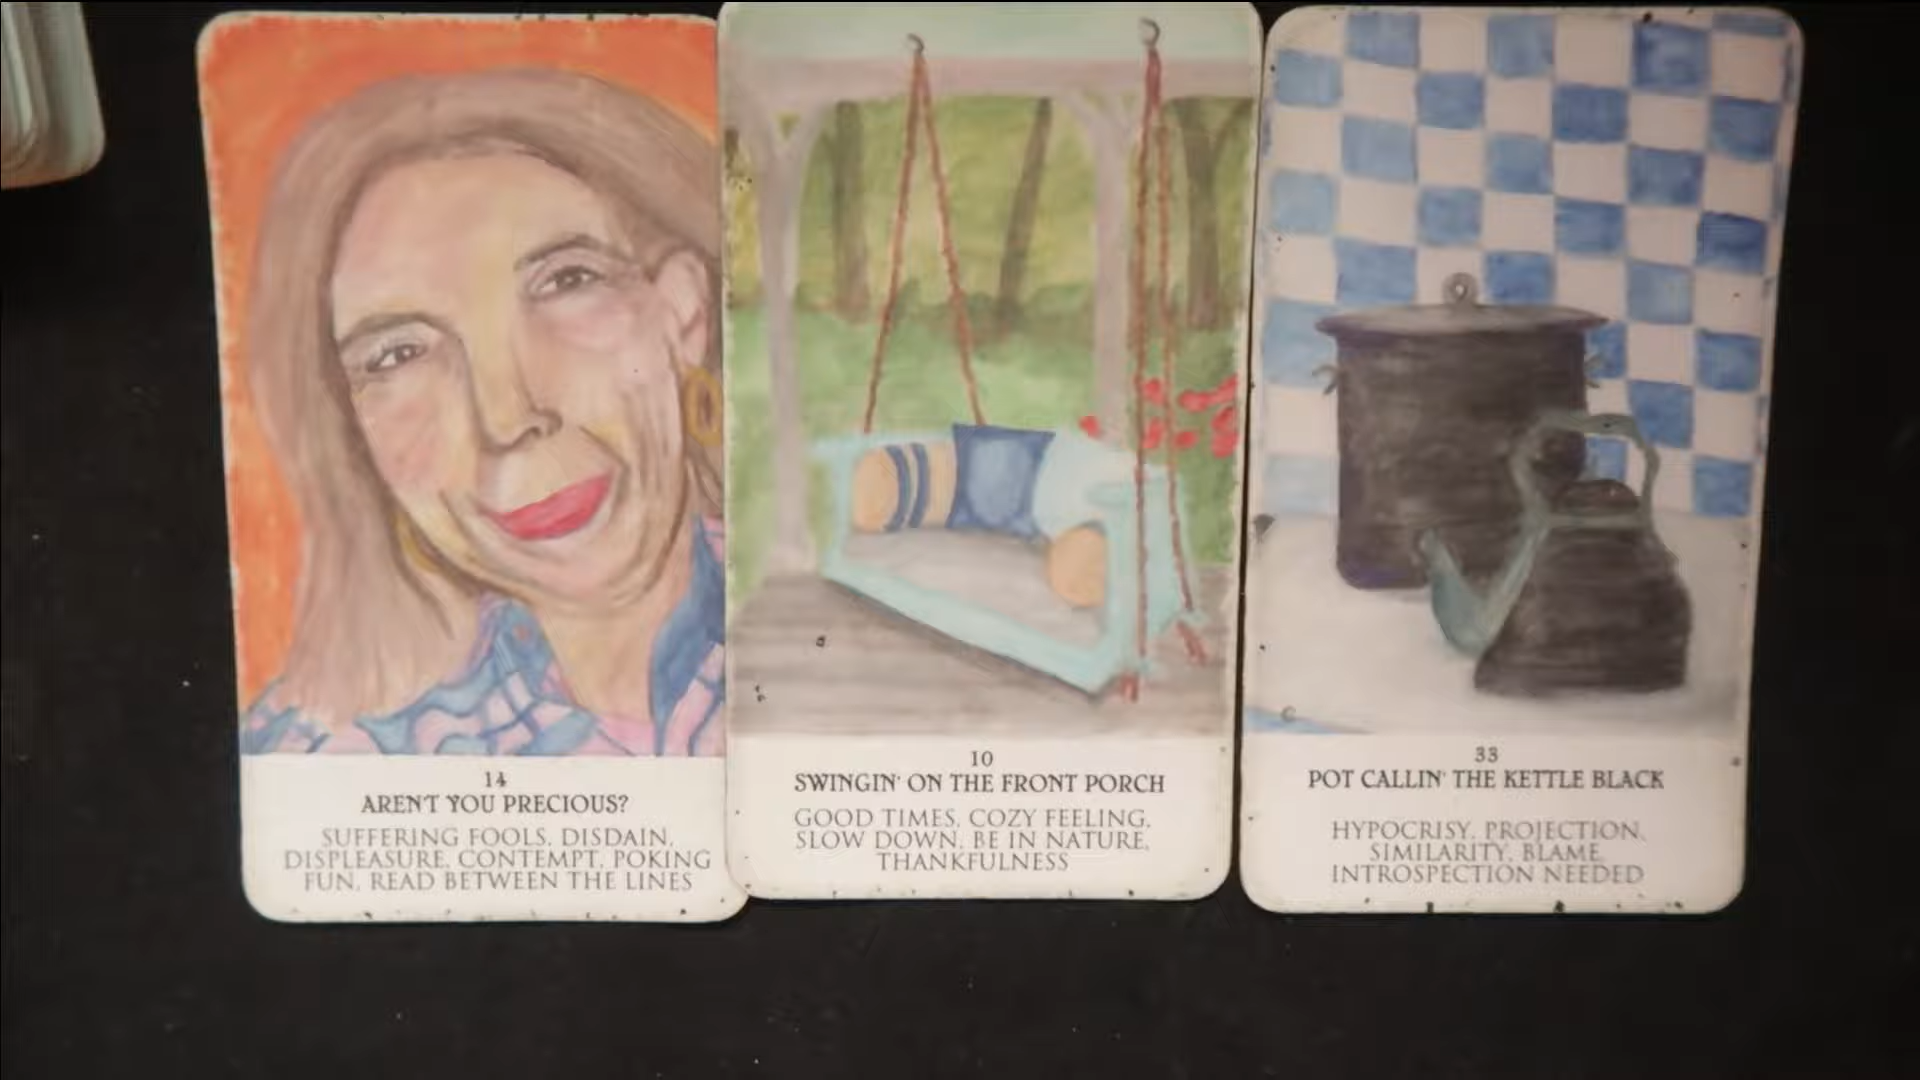 14
AREN'T YOU PRECIOUS?
SUFFERING FOOLS, DISDAIN,
DISPLEASURE, CONTEMPT, POKING
FUN, READ BETWEEN THE LINES
10
SWINGIN' ON THE FRONT PORCH
GOOD TIMES, COZY FEELING,
SLOW DOWN, BE IN NATURE,
THANKFULNESS
33
POT CALLIN' THE KETTLE BLACK
HYPOCRISY, PROJECTION,
SIMILARITY, BLAME,
INTROSPECTION NEEDED